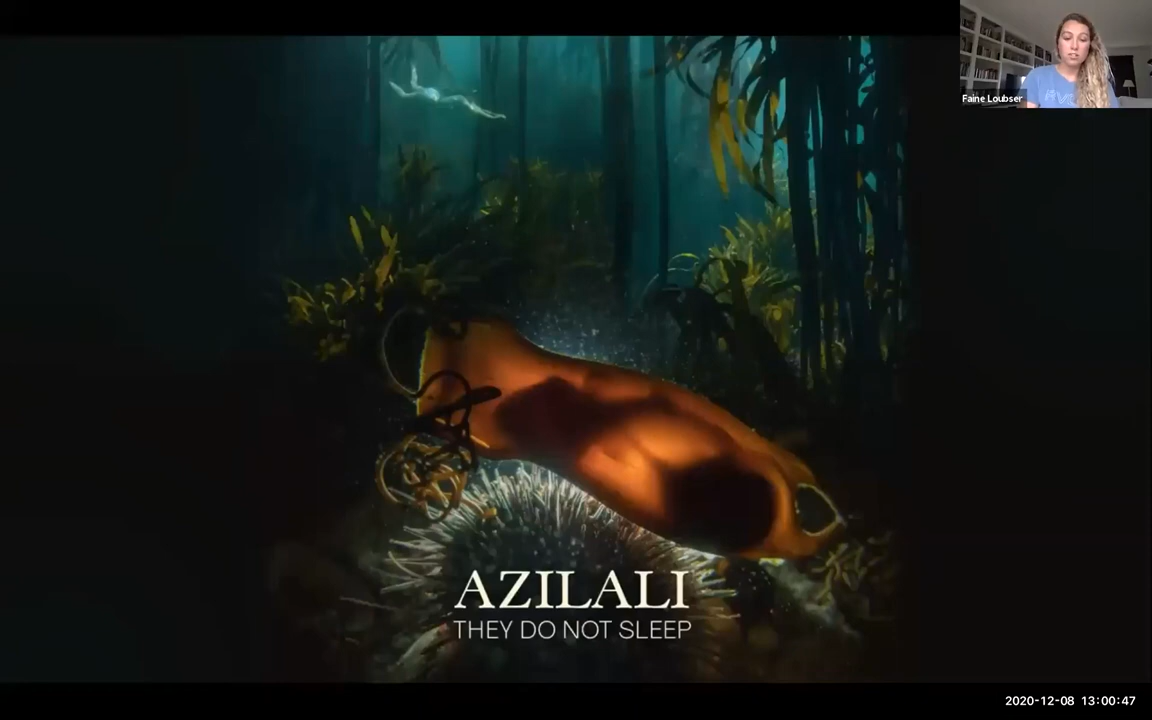 Faine Loubser
AZILALI
THEY DO NOT SLEEP
2020-12-08 13:00:47